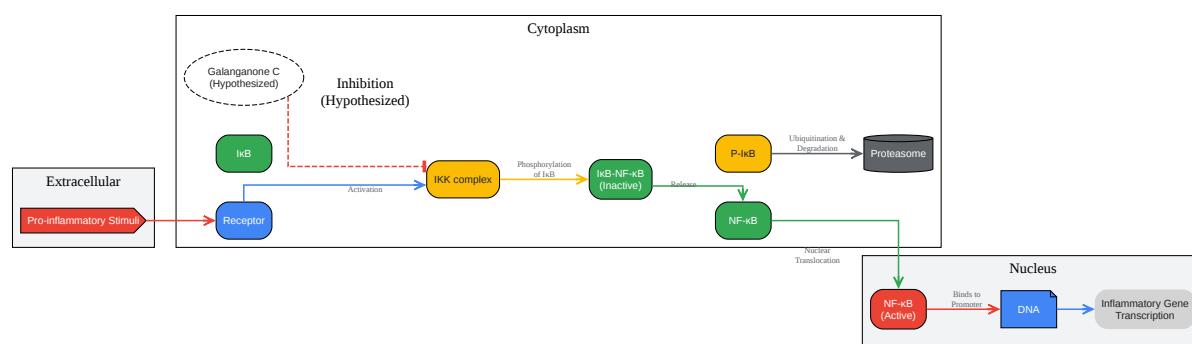 Cytoplasm
Galanganone C
(Hypothesized)
Inhibition
(Hypothesized)
IκB
P-IκB
Ubiquitination &
Degradation
Proteasome
Extracellular
Pro-inflammatory Stimuli
Receptor
Activation
IKK complex
Phosphorylation
of IκB
IκB-NF-κB
(Inactive)
Release
NF-κB
Nuclear
Translocation
Nucleus
NF-κB
(Active)
Binds to
Promoter
DNA
Inflammatory Gene
Transcription